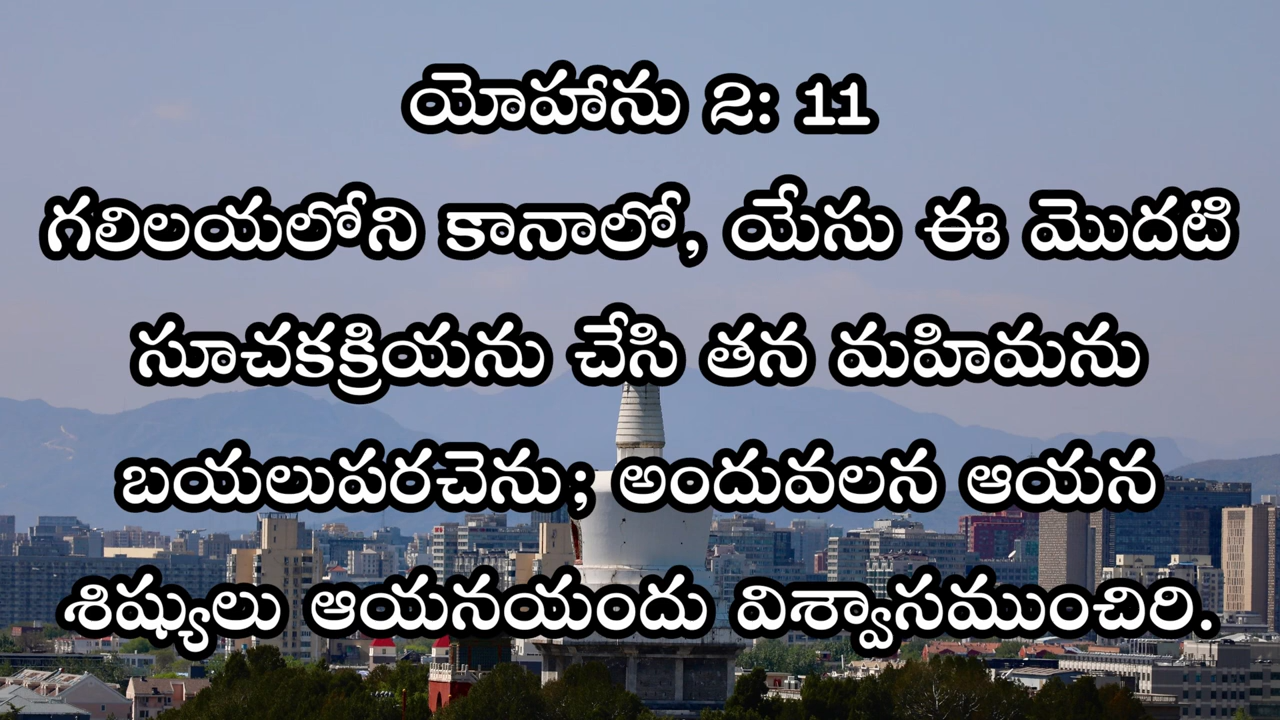 యోహాను 2: 11
గలిలయలోని కానాలో, యేసు ఈ మొదటి
సూచకక్రియను చేసి తన మహిమను
బయలుపరచెను; అందువలన ఆయన
శిష్యులు ఆయనయందు విశ్వాసముంచిరి.